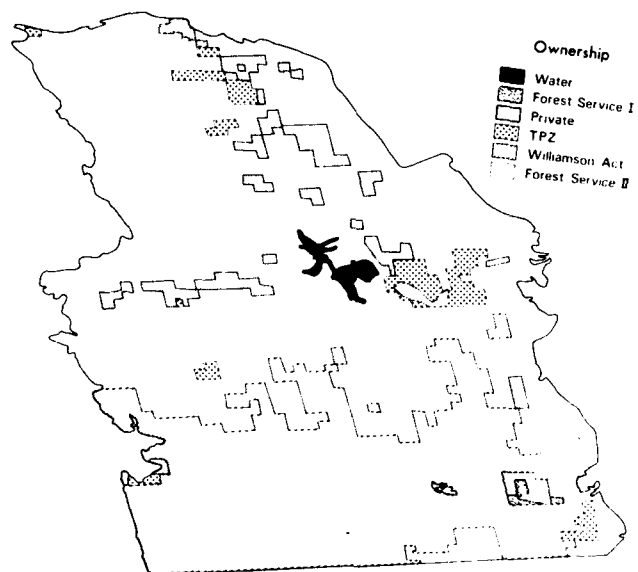 Ownership
Water
Forest Service I
Private
TPZ
Williamson Act
Forest Service II